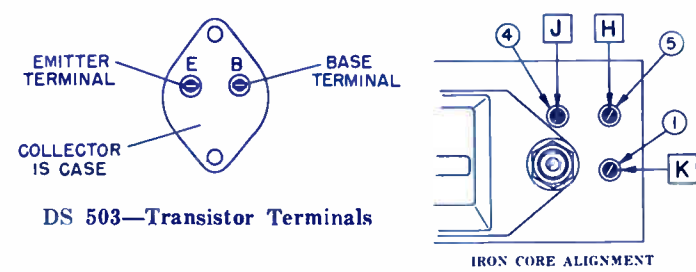 EMITTER
TERMINAL
E
B
BASE
TERMINAL
COLLECTOR
IS CASE
DS 503—Transistor Terminals
4
J
H
5
1
K
IRON CORE ALIGNMENT